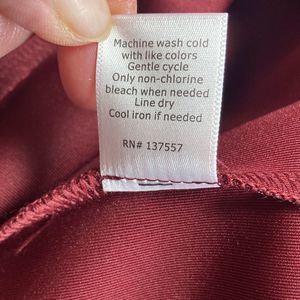 Machine wash cold
with like colors
Gentle cycle
Only non-chlorine
bleach when needed
Line dry
Cool iron if needed
RN# 137557